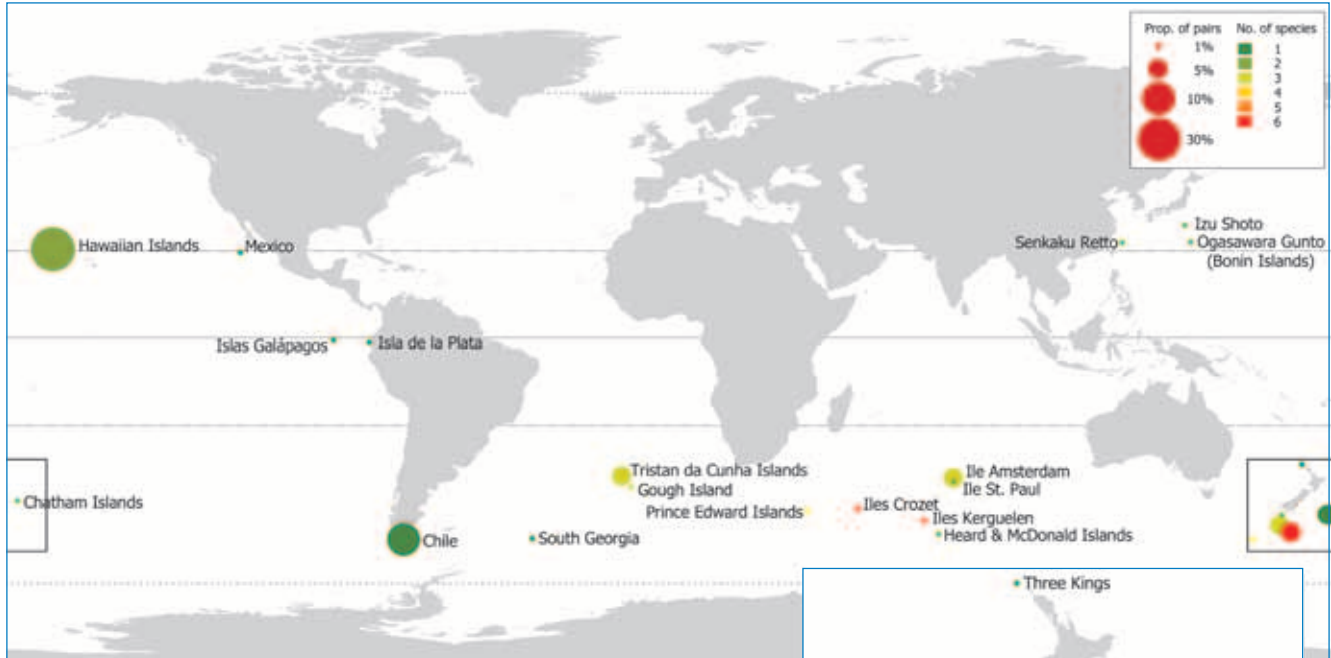 Prop. of pairs
No. of species
1%
5%
10%
30%
1
2
3
4
5
6
Hawaiian Islands
Mexico
Izu Shoto
Senkaku Retto
Ogasawara Gunto
(Bonin Islands)
Islas Galápagos
Isla de la Plata
Tristan da Cunha Islands
Gough Island
Ile Amsterdam
Ile St. Paul
Chatham Islands
Prince Edward Islands
Iles Crozet
Iles Kerguelen
Chile
South Georgia
Heard & McDonald Islands
Three Kings